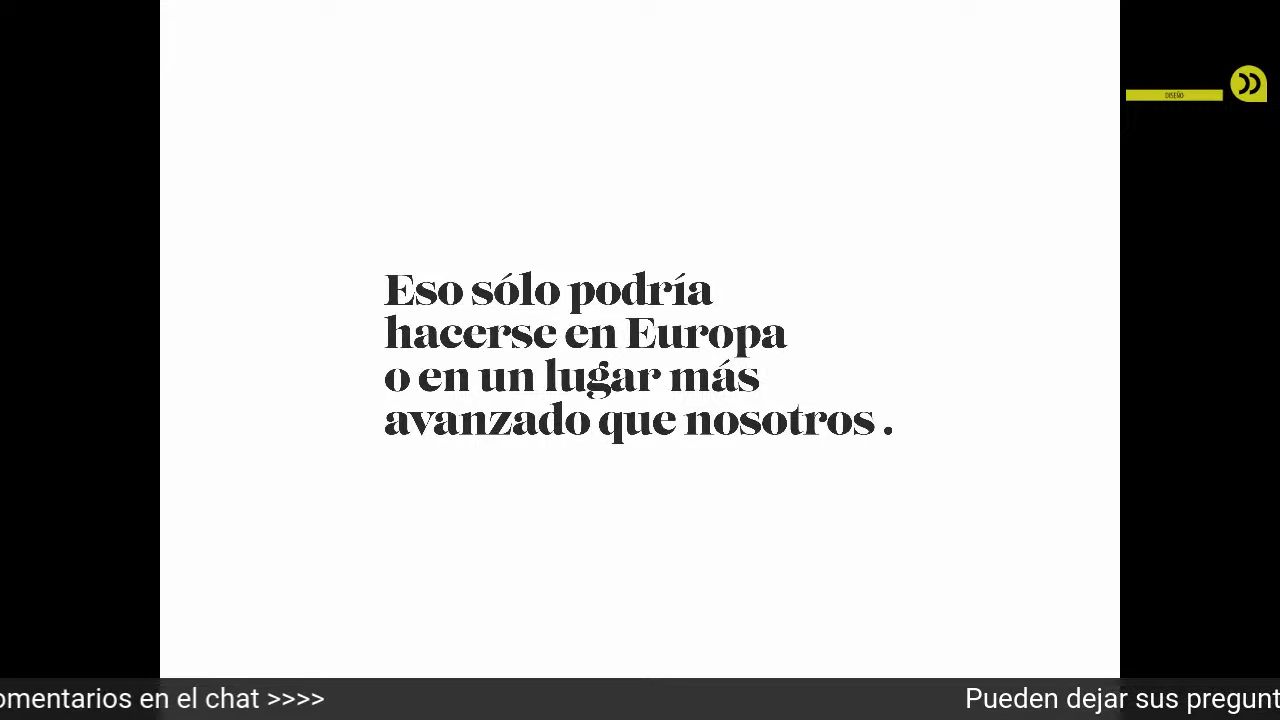 DISEÑO
Eso sólo podría
hacerse en Europa
o en un lugar más
avanzado que nosotros .
omentarios en el chat >>>> Pueden dejar sus pregunt